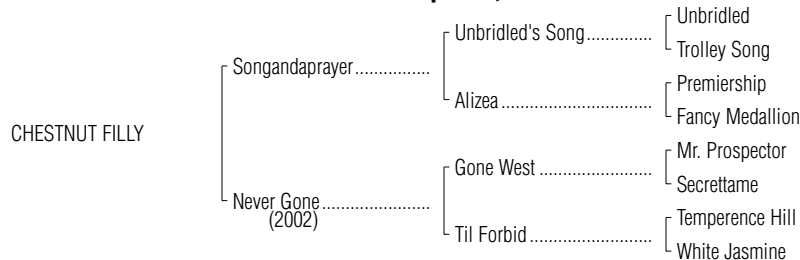 Unbridled
Unbridled's Song..............
Trolley Song
Songandaprayer................
Premiership
Alizea................................
Fancy Medallion
CHESTNUT FILLY
Mr. Prospector
Gone West........................
Secrettame
Never Gone.......................
(2002)
Temperence Hill
Til Forbid..........................
White Jasmine